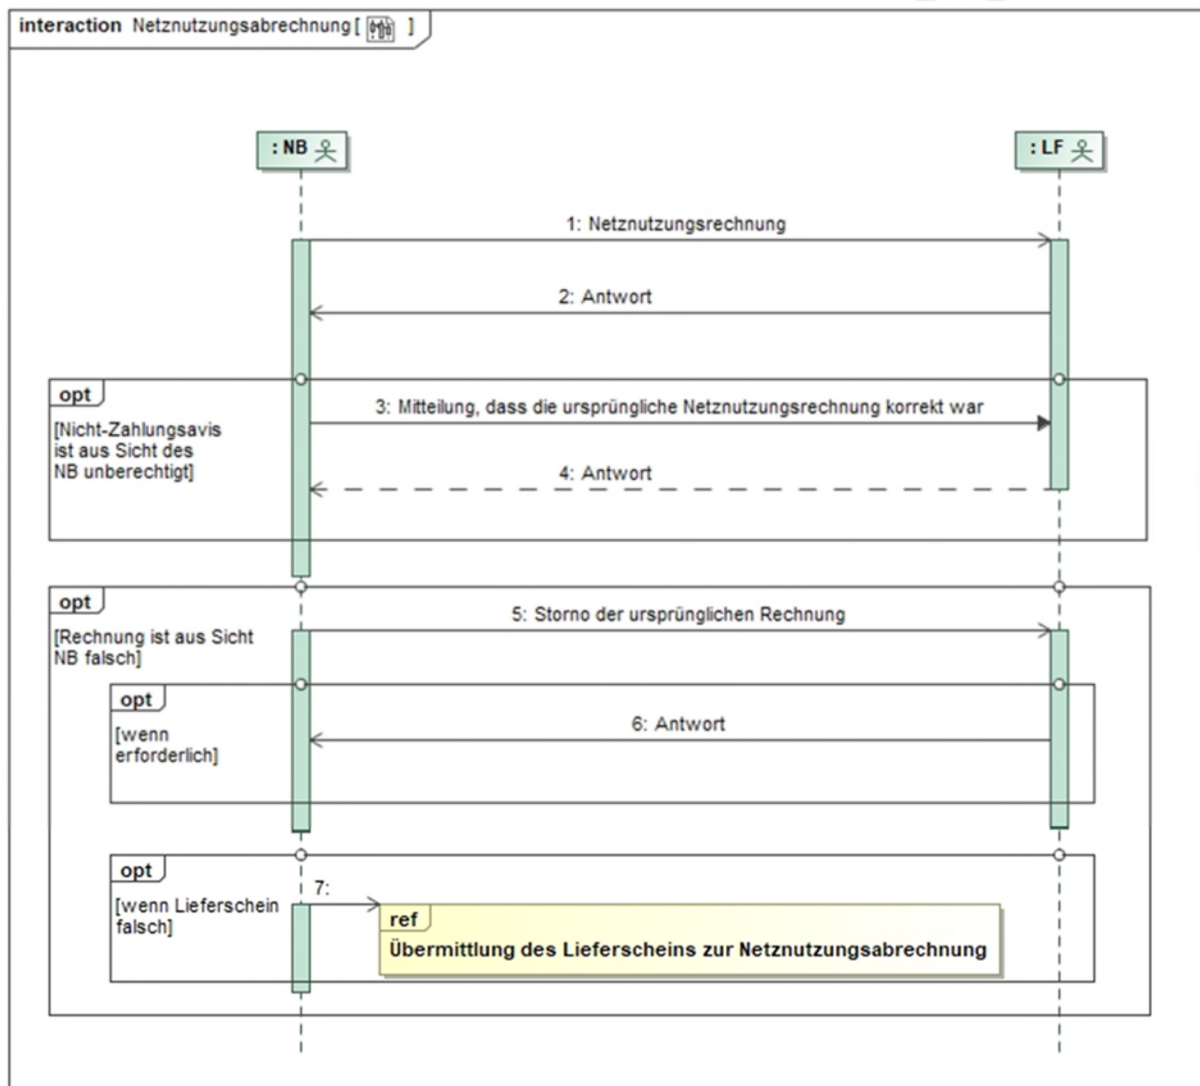 interaction Netznutzungsabrechnung[ ]
: NB
: LF
1: Netznutzungsrechnung
2: Antwort
opt
3: Mitteilung, dass die ursprüngliche Netznutzungsrechnung korrekt war
[Nicht-Zahlungsavis
ist aus Sicht des
NB unberechtigt]
4: Antwort
opt
5: Storno der ursprünglichen Rechnung
[Rechnung ist aus Sicht
NB falsch]
opt
6: Antwort
[wenn
erforderlich]
opt
7:
[wenn Lieferschein
falsch]
ref
Übermittlung des Lieferscheins zur Netznutzungsabrechnung